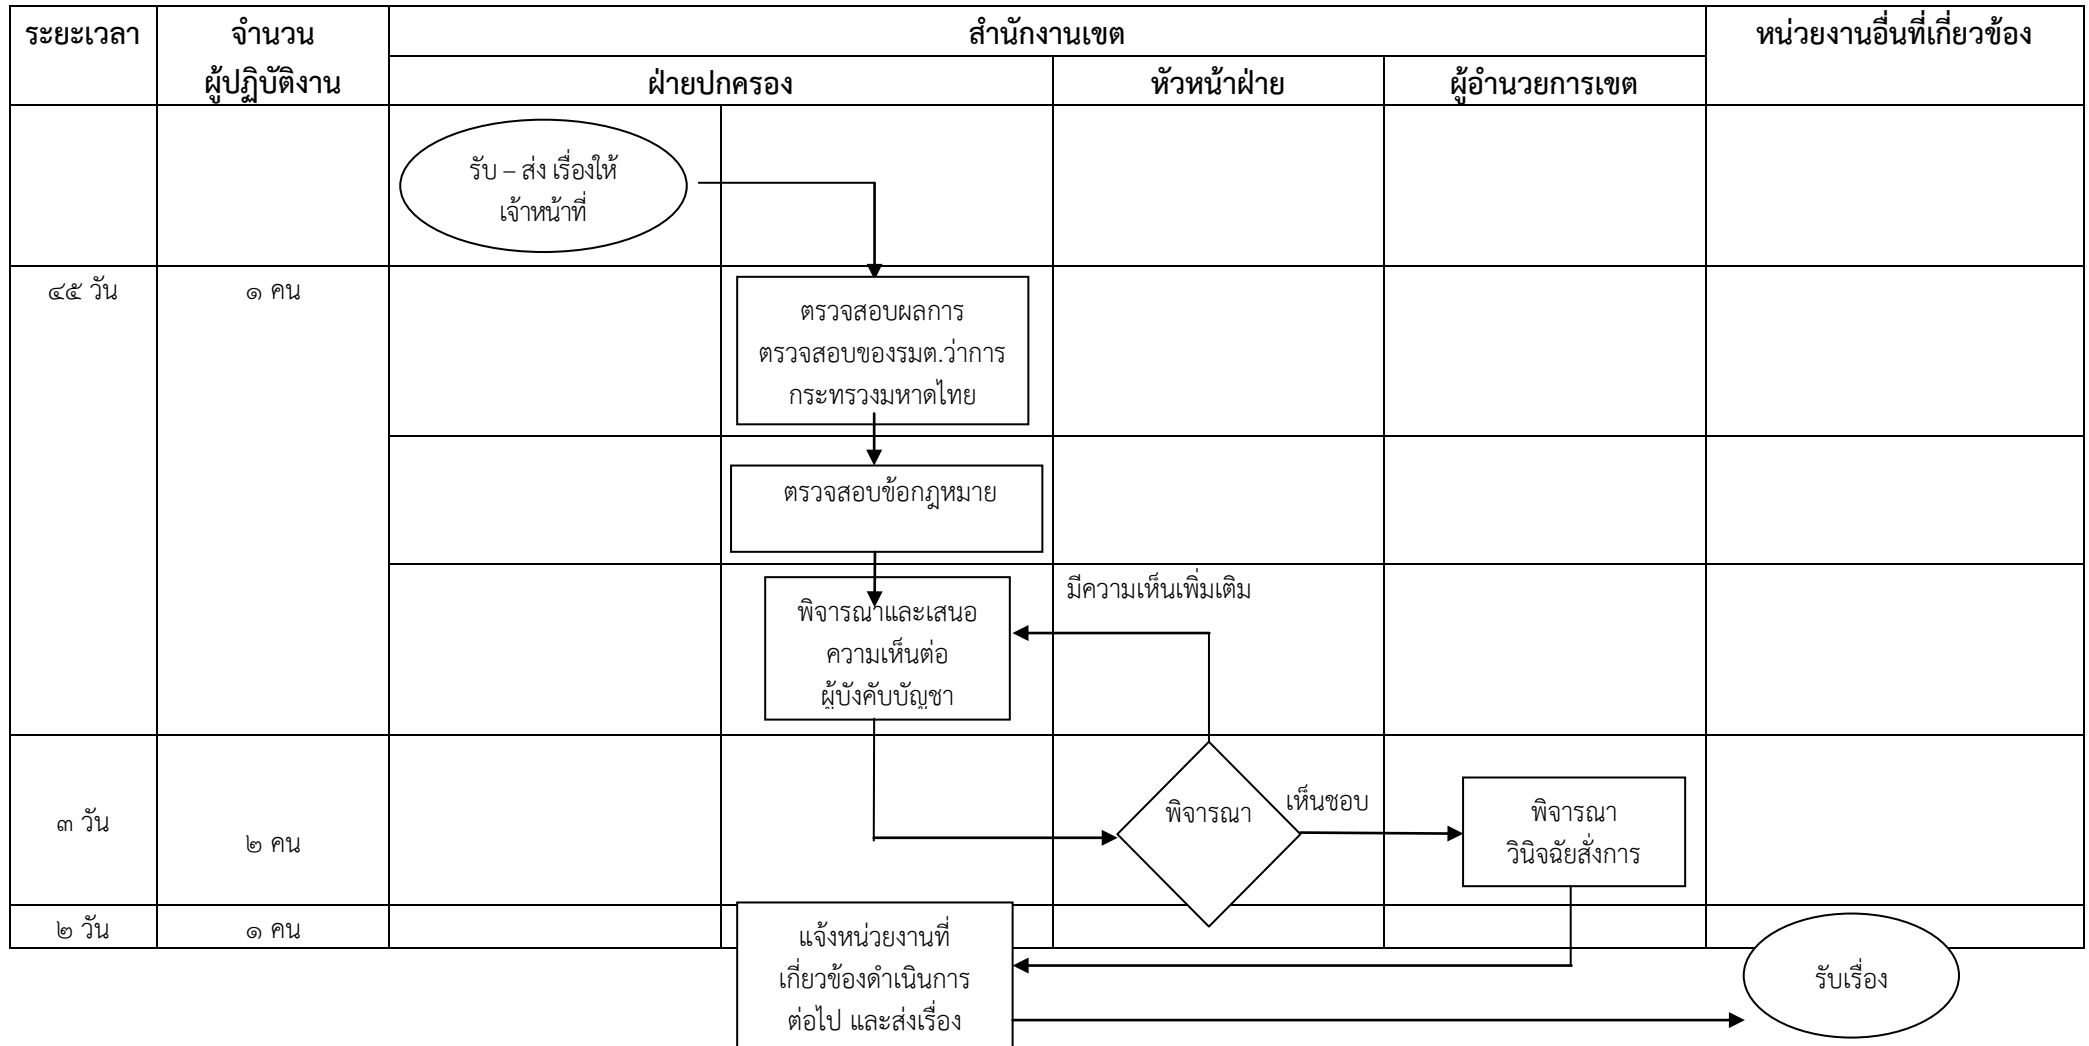 ระยะเวลา
จำนวน
ผู้ปฏิบัติงาน
สำนักงานเขต
หน่วยงานอื่นที่เกี่ยวข้อง
ฝ่ายปกครอง
หัวหน้าฝ่าย
ผู้อำนวยการเขต
รับ – ส่ง เรื่องให้
เจ้าหน้าที่
๔๕ วัน
๑ คน
ตรวจสอบผลการ
ตรวจสอบของรมต.ว่าการ
กระทรวงมหาดไทย
ตรวจสอบข้อกฎหมาย
พิจารณาและเสนอ
ความเห็นต่อ
ผู้บังคับบัญชา
มีความเห็นเพิ่มเติม
๓ วัน
๒ คน
พิจารณา
เห็นชอบ
พิจารณา
วินิจฉัยสั่งการ
๒ วัน
๑ คน
แจ้งหน่วยงานที่
เกี่ยวข้องดำเนินการ
ต่อไป และส่งเรื่อง
รับเรื่อง